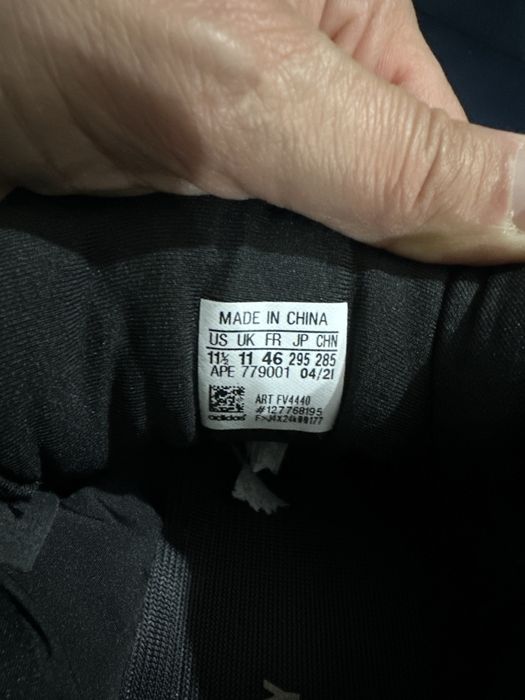 MADE IN CHINA
US UK FR JP CHN
11½ 11 46 295 285
APE 779001 04/21
ART FV4440
#127768195
adidas